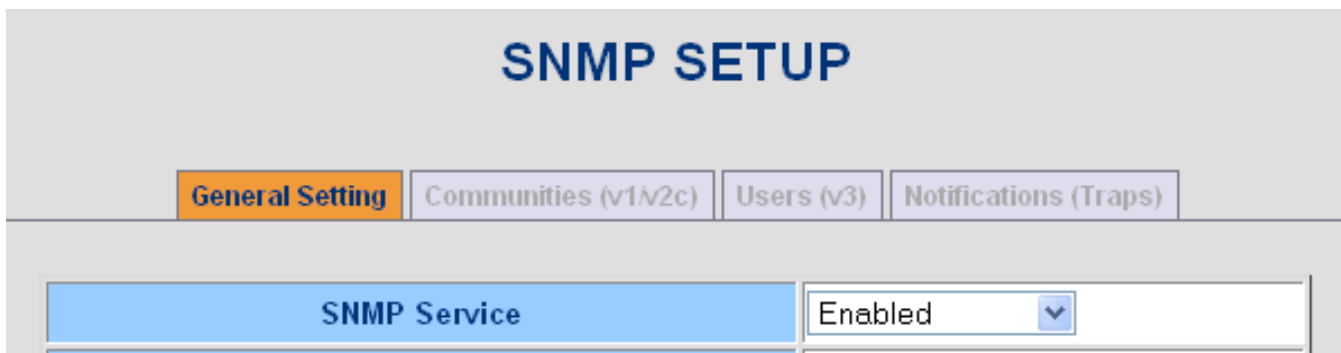 SNMP SETUP
General Setting Communities (v1/v2c) Users (v3) Notifications (Traps)
SNMP Service Enabled